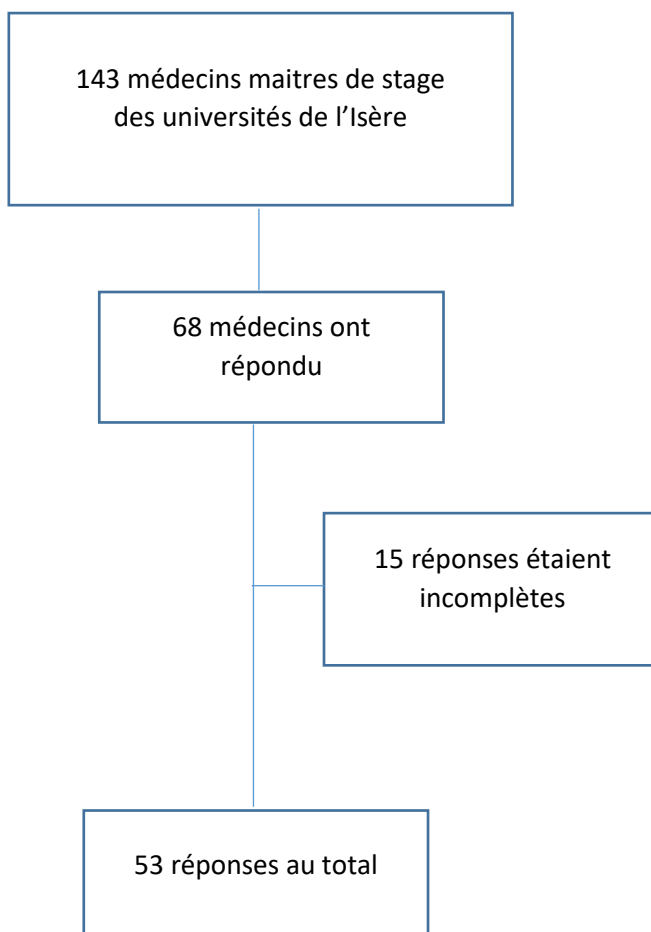 143 médecins maitres de stage
des universités de l’Isère
68 médecins ont
répondu
15 réponses étaient
incomplètes
53 réponses au total